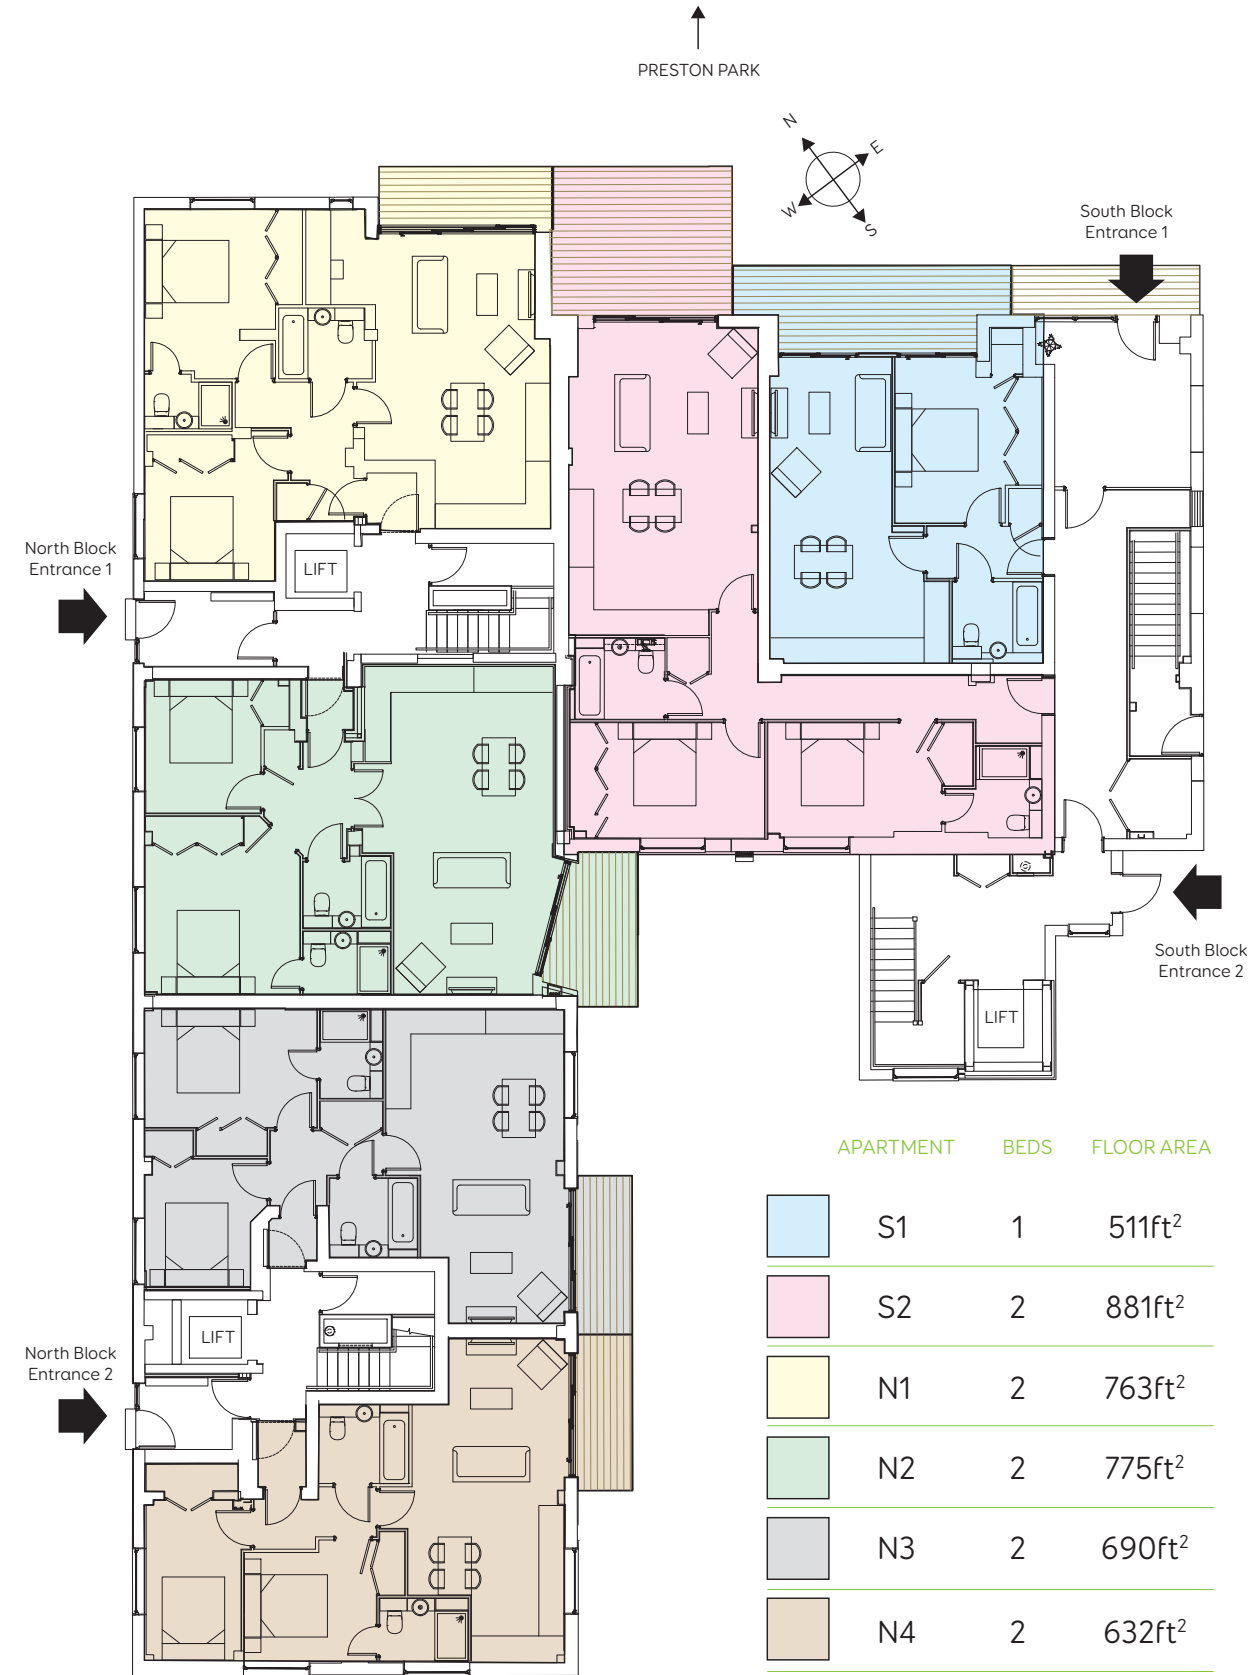 PRESTON PARK
N
E
W
S
South Block
Entrance 1
North Block
Entrance 1
LIFT
South Block
Entrance 2
LIFT
APARTMENT BEDS FLOOR AREA
S1 1 511ft²
S2 2 881ft²
LIFT
North Block
Entrance 2
N1 2 763ft²
N2 2 775ft²
N3 2 690ft²
N4 2 632ft²